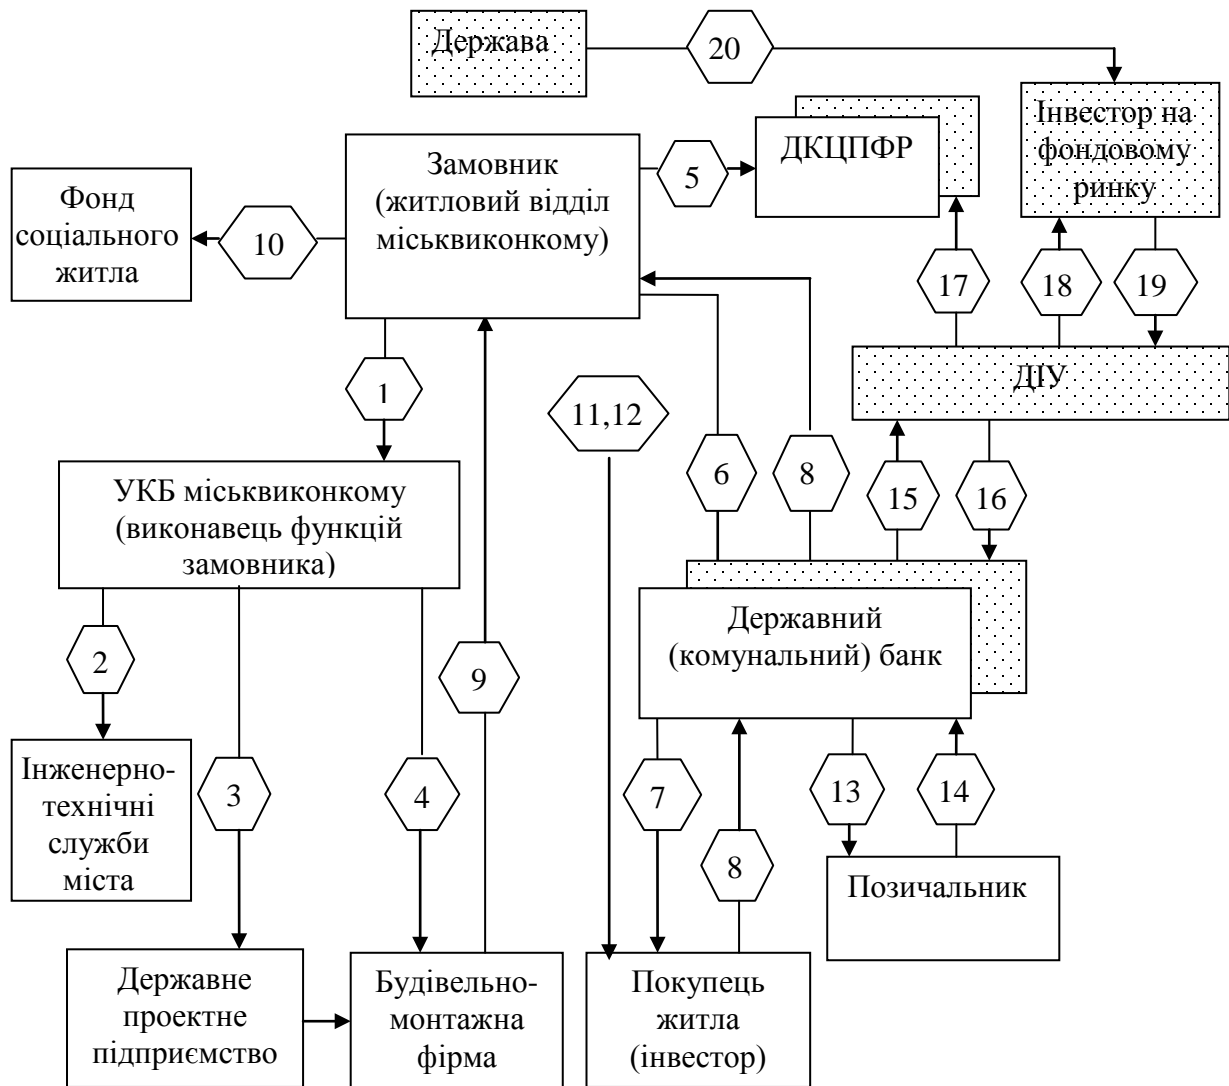 Держава
20
Інвестор на
фондовому
ринку
ДКЦПФР
Замовник
(житловий відділ
міськвиконкому)
5
Фонд
соціального
житла
10
17
18
19
ДІУ
1
11,12
6
8
15
16
УКБ міськвиконкому
(виконавець функцій
замовника)
Державний
(комунальний) банк
2
9
Інженерно-
технічні
служби
міста
3
4
7
8
13
14
Позичальник
Державне
проектне
підприємство
Будівельно-
монтажна
фірма
Покупець
житла
(інвестор)